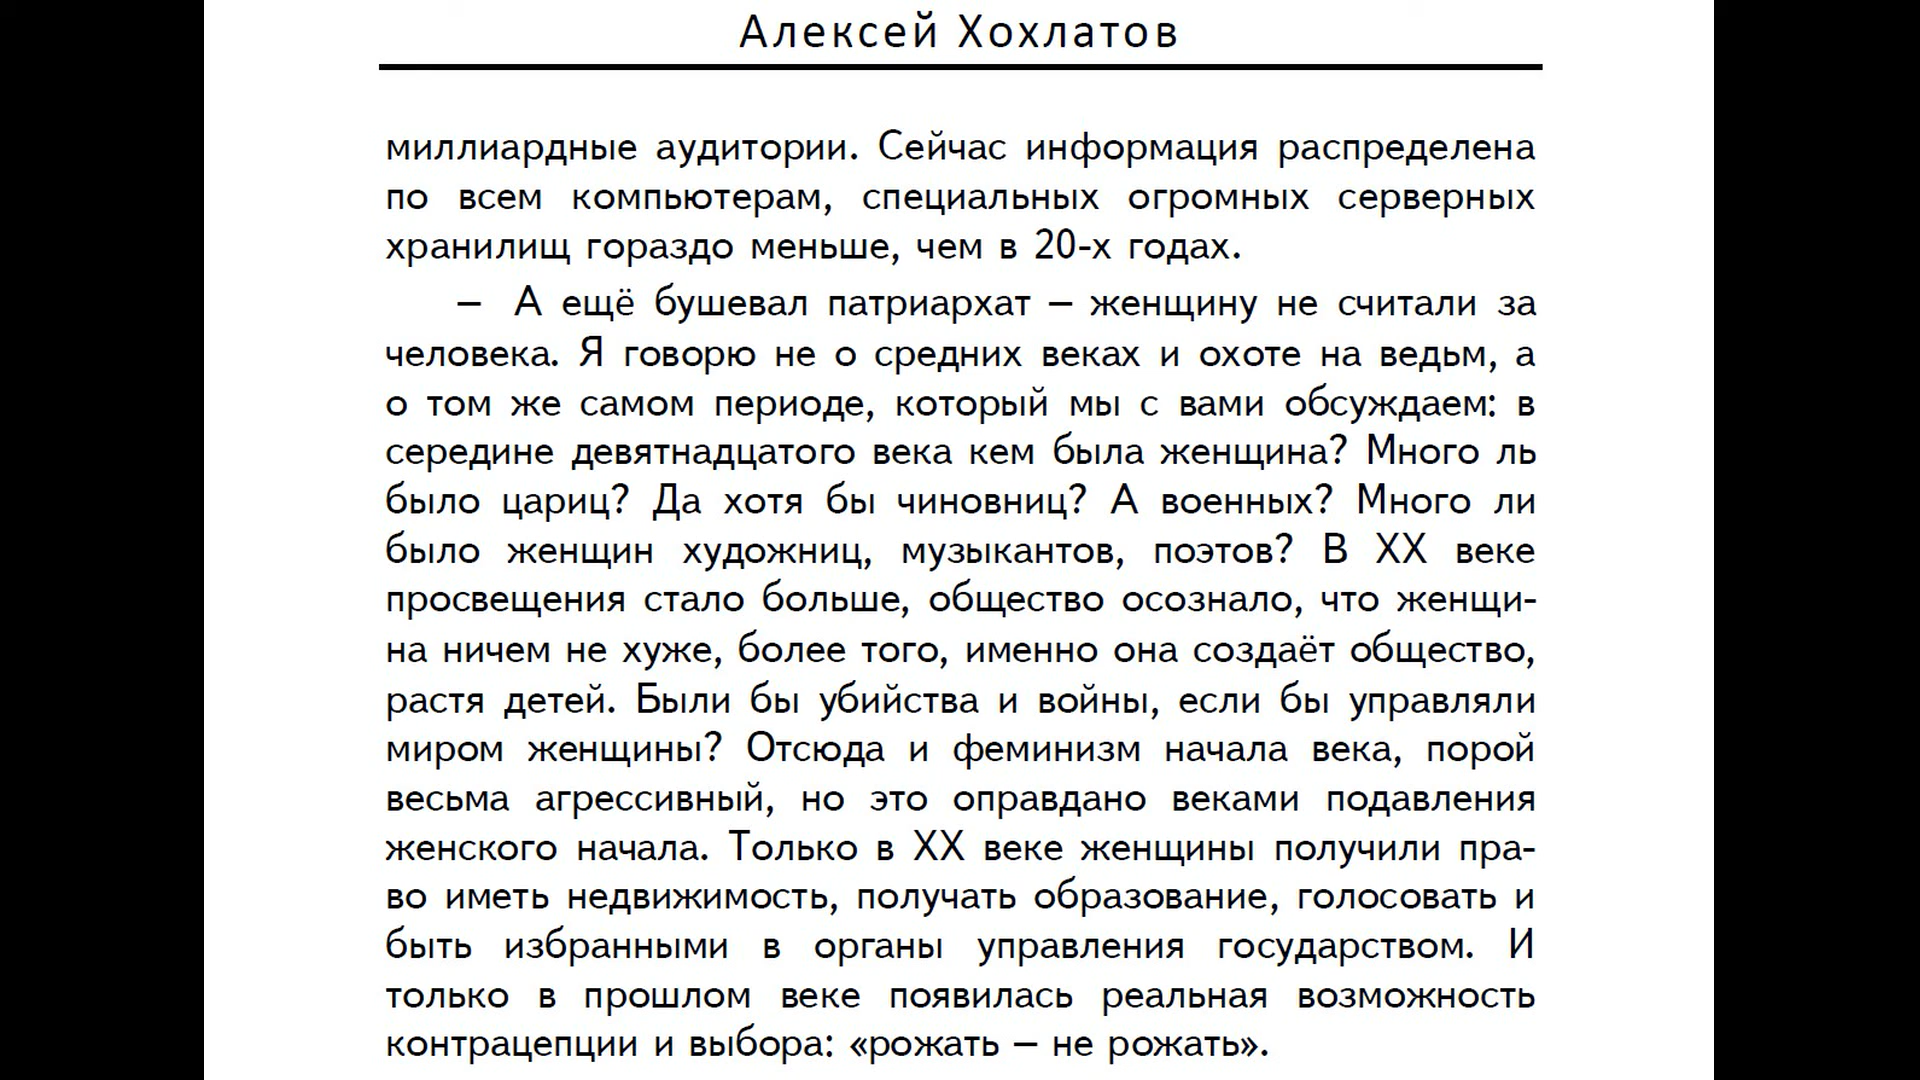 Алексей Хохлатов
миллиардные аудитории. Сейчас информация распределена
по всем компьютерам, специальных огромных серверных
хранилищ гораздо меньше, чем в 20-х годах.
– А ещё бушевал патриархат – женщину не считали за
человека. Я говорю не о средних веках и охоте на ведьм, а
о том же самом периоде, который мы с вами обсуждаем: в
середине девятнадцатого века кем была женщина? Много ль
было цариц? Да хотя бы чиновниц? А военных? Много ли
было женщин художниц, музыкантов, поэтов? В XX веке
просвещения стало больше, общество осознало, что женщи-
на ничем не хуже, более того, именно она создаёт общество,
растя детей. Были бы убийства и войны, если бы управляли
миром женщины? Отсюда и феминизм начала века, порой
весьма агрессивный, но это оправдано веками подавления
женского начала. Только в XX веке женщины получили пра-
во иметь недвижимость, получать образование, голосовать и
быть избранными в органы управления государством. И
только в прошлом веке появилась реальная возможность
контрацепции и выбора: «рожать – не рожать».